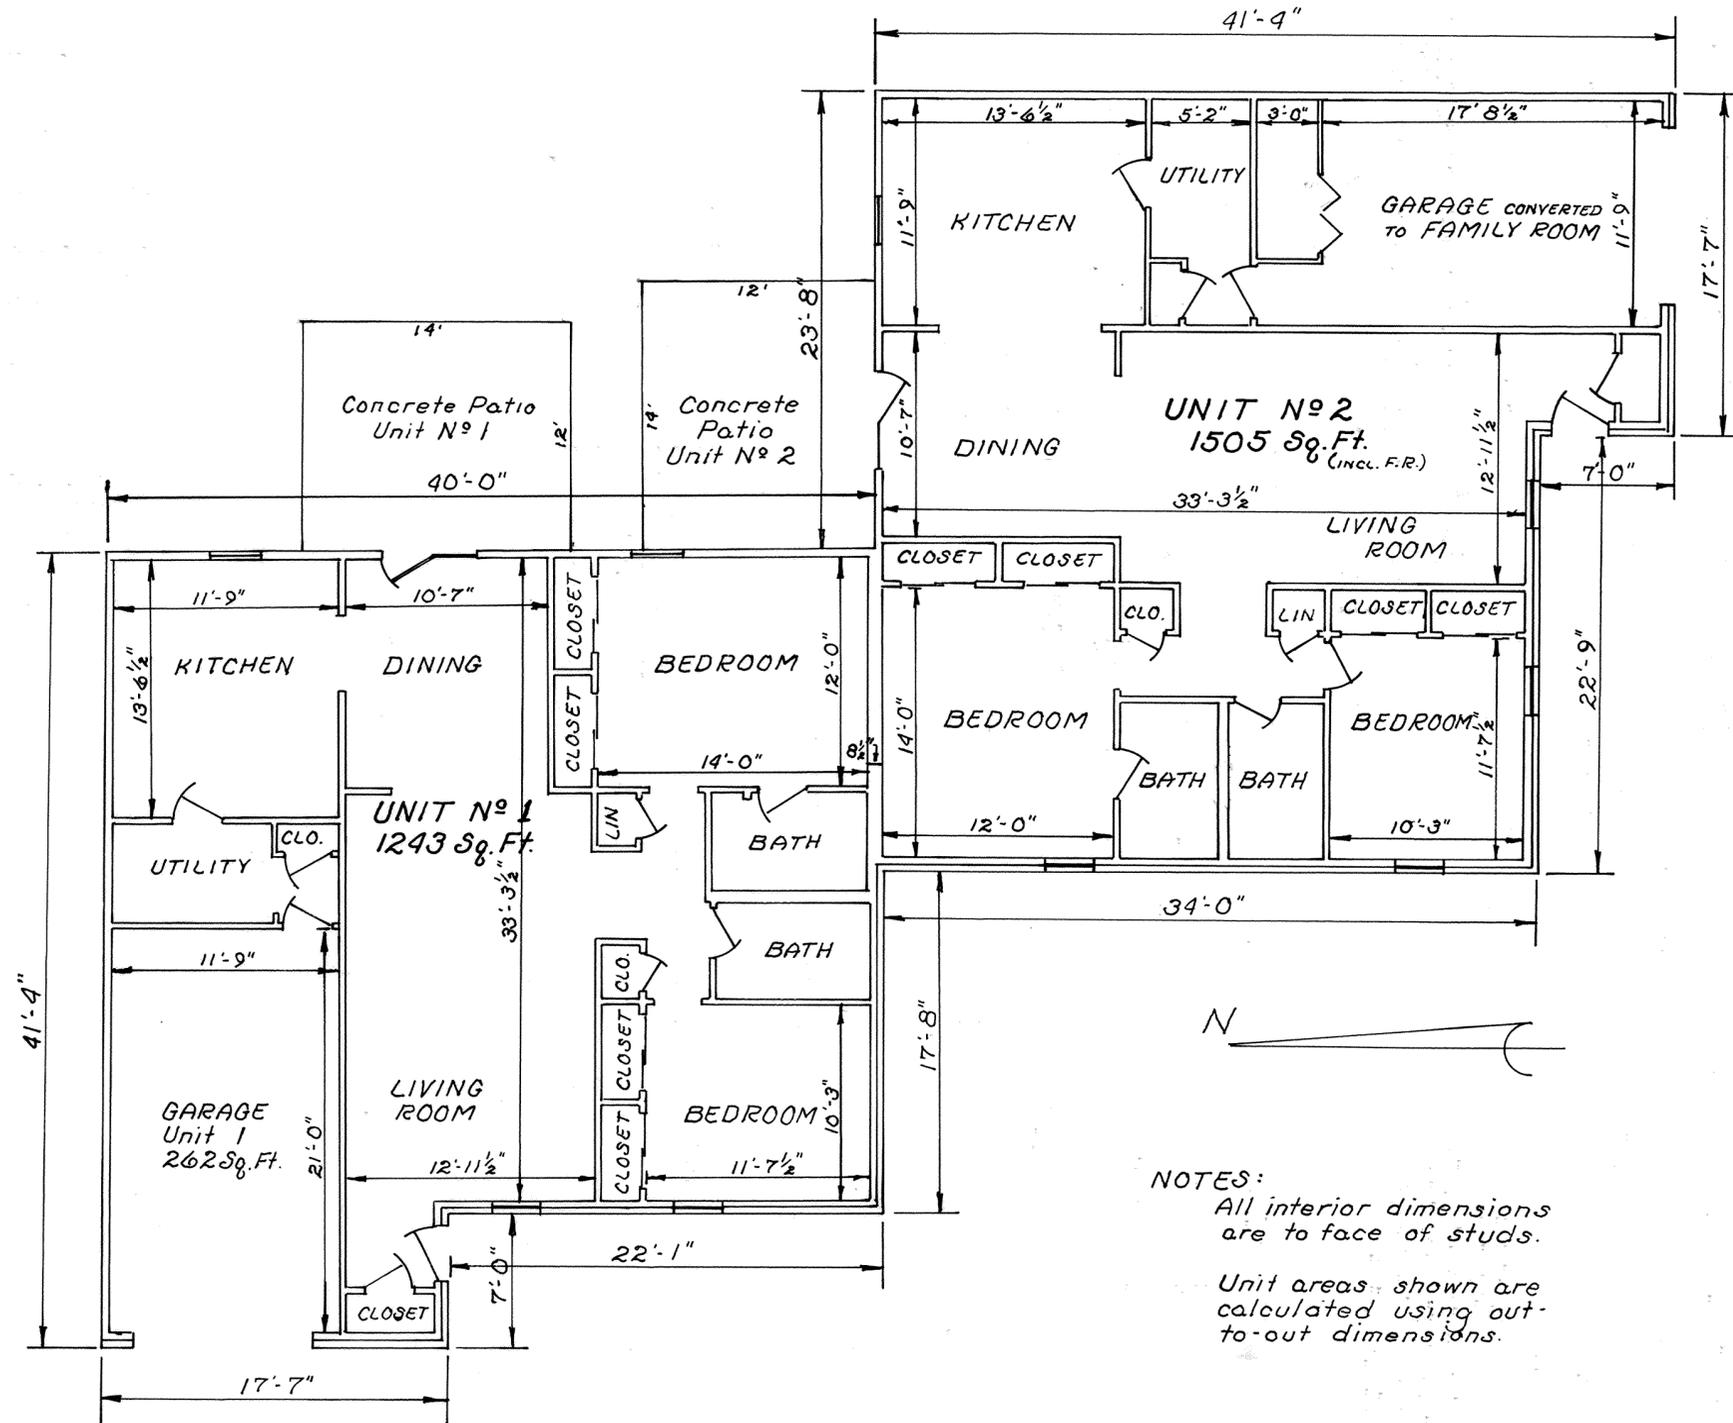 41'-4"
13'-6½"
5'-2"
3'-0"
17' 8½"
UTILITY
KITCHEN
11'-9"
GARAGE CONVERTED
TO FAMILY ROOM
11'-9"
17'-7"
12'
23'-8"
14'
Concrete Patio
Unit Nº 1
12'
14'
Concrete
Patio
Unit Nº 2
10'-7"
DINING
UNIT Nº 2
1505 Sq.Ft.
(INCL. F.R.)
12'-11½"
7'-0"
40'-0"
33'-3½"
LIVING
ROOM
CLOSET
CLOSET
11'-9"
10'-7"
CLOSET
CLO.
LIN
CLOSET
CLOSET
KITCHEN
DINING
BEDROOM
12'-0"
13'-6½"
22'-9"
CLOSET
14'-0"
BEDROOM
BEDROOM
11'-7½"
8½"
14'-0"
BATH
BATH
UNIT Nº 1
1243 Sq.Ft.
LIN
BATH
12'-0"
10'-3"
CLO.
UTILITY
33'-3½"
34'-0"
BATH
11'-9"
CLO.
41'-4"
17'-8"
N
CLOSET
LIVING
ROOM
GARAGE
Unit 1
262 Sq.Ft.
21'-0"
BEDROOM
10'-3"
CLOSET
12'-11½"
11'-7½"
NOTES:
All interior dimensions
are to face of studs.
22'-1"
7'-0"
Unit areas shown are
calculated using out-
to-out dimensions.
CLOSET
17'-7"